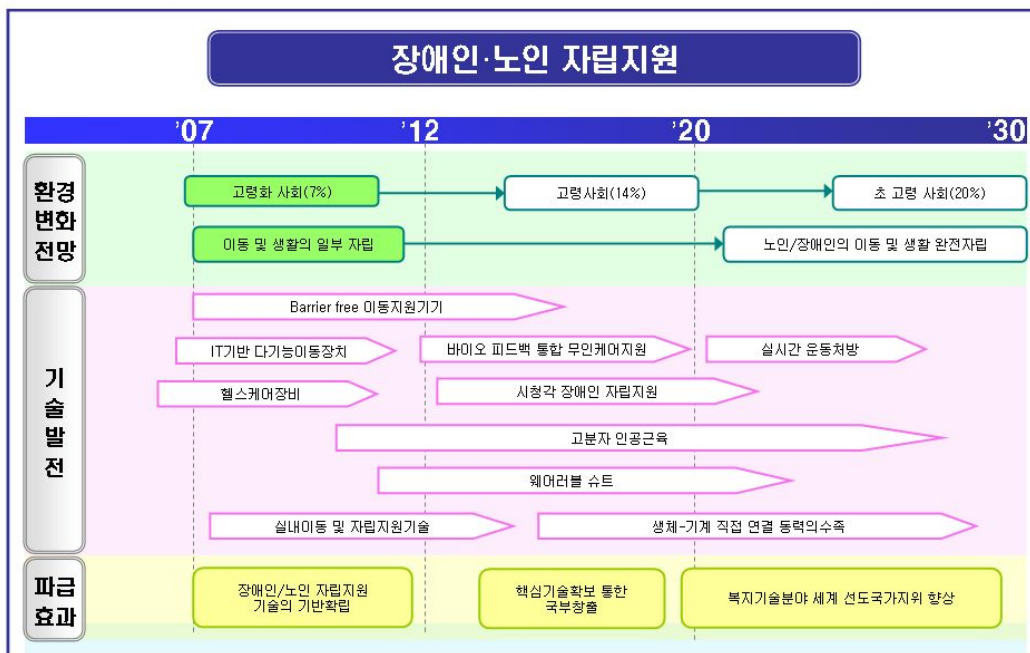 장애인·노인 자립지원
'07 '12 '20 '30
환경
변화
전망
고령화 사회(7%)
고령사회(14%)
초 고령 사회(20%)
이동 및 생활의 일부 자립
노인/장애인의 이동 및 생활 완전자립
기
술
발
전
Barrier free 이동지원기기
IT기반 다기능이동장치
바이오 피드백 통합 무인케어지원
실시간 운동처방
헬스케어장비
시청각 장애인 자립지원
고분자 인공근육
웨어러블 슈트
실내이동 및 자립지원기술
생체-기계 직접 연결 동력의수족
파급
효과
장애인/노인 자립지원
기술의 기반확립
핵심기술확보 통한
국부창출
복지기술분야 세계 선도국가지위 향상